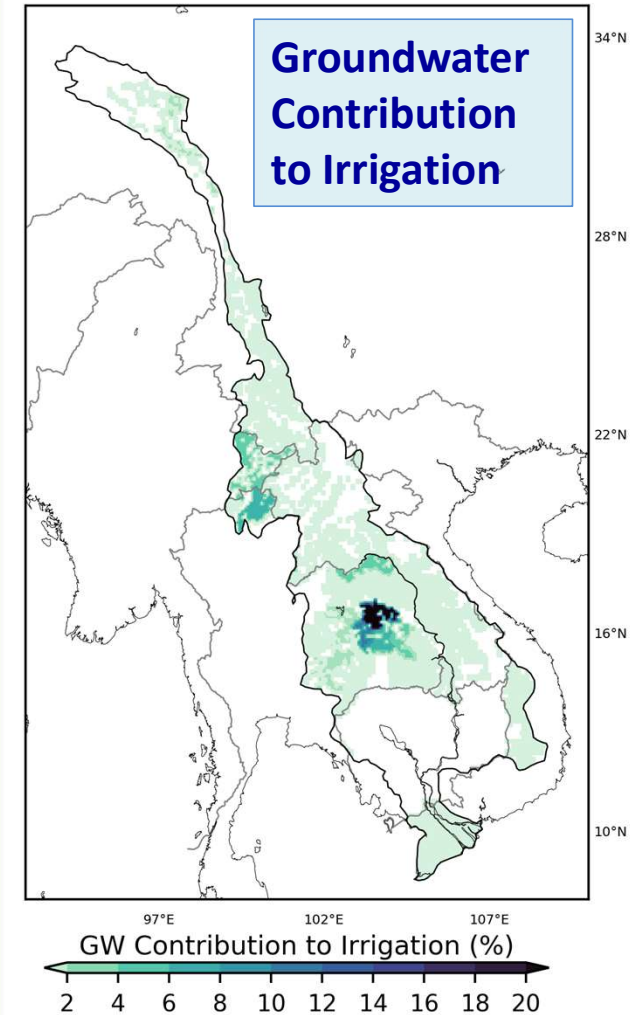 Groundwater
Contribution
to Irrigation
34°N
28°N
22°N
16°N
10°N
97°E 102°E 107°E
GW Contribution to Irrigation (%)
2 4 6 8 10 12 14 16 18 20